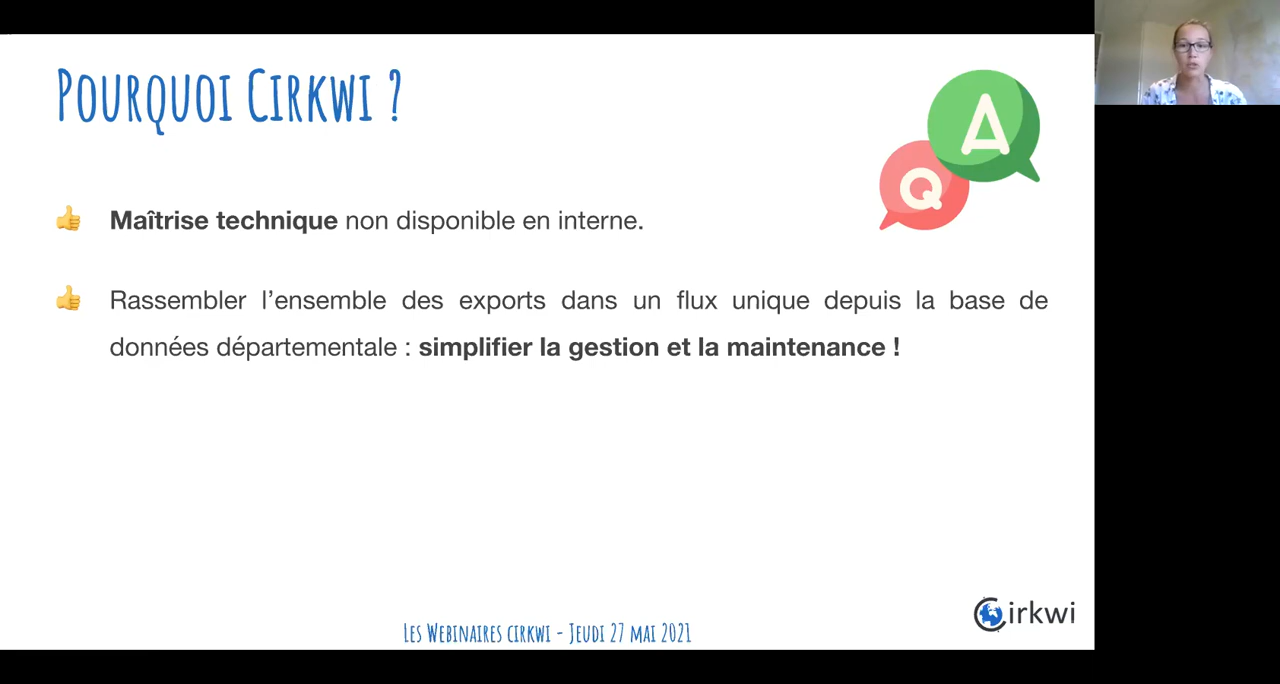 Pourquoi Cirkwi ?
A
Q
Maîtrise technique non disponible en interne.
Rassembler l'ensemble des exports dans un flux unique depuis la base de
données départementale : simplifier la gestion et la maintenance !
Cirkwi
Les Webinaires cirkwi - Jeudi 27 mai 2021